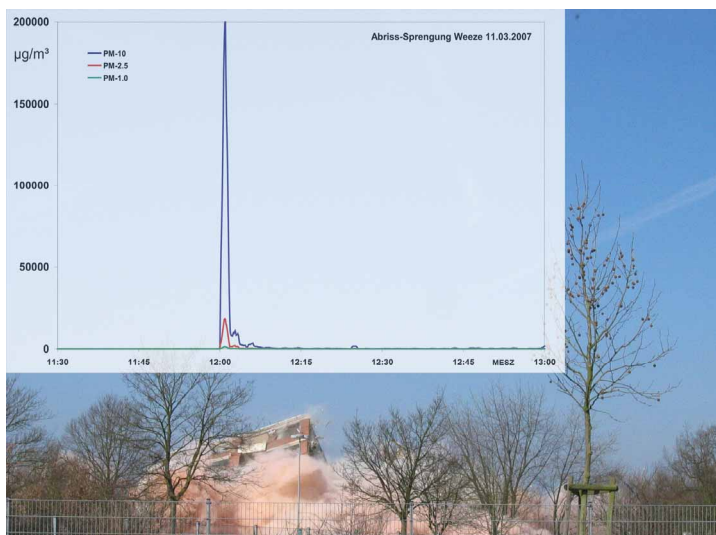 200000
µg/m³
Abriss-Sprengung Weeze 11.03.2007
PM-10
PM-2.5
PM-1.0
150000
100000
50000
0
11:30 11:45 12:00 12:15 12:30 12:45 MESZ 13:00